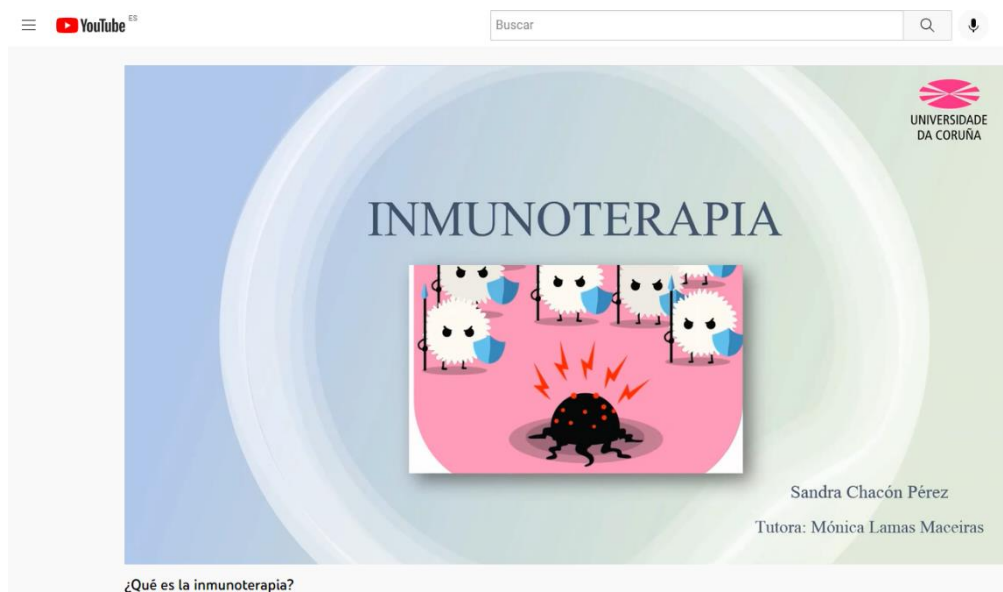 YouTube ES
Buscar
UNIVERSIDADE
DA CORUÑA
INMUNOTERAPIA
Sandra Chacón Pérez
Tutora: Mónica Lamas Maceiras
¿Qué es la inmunoterapia?